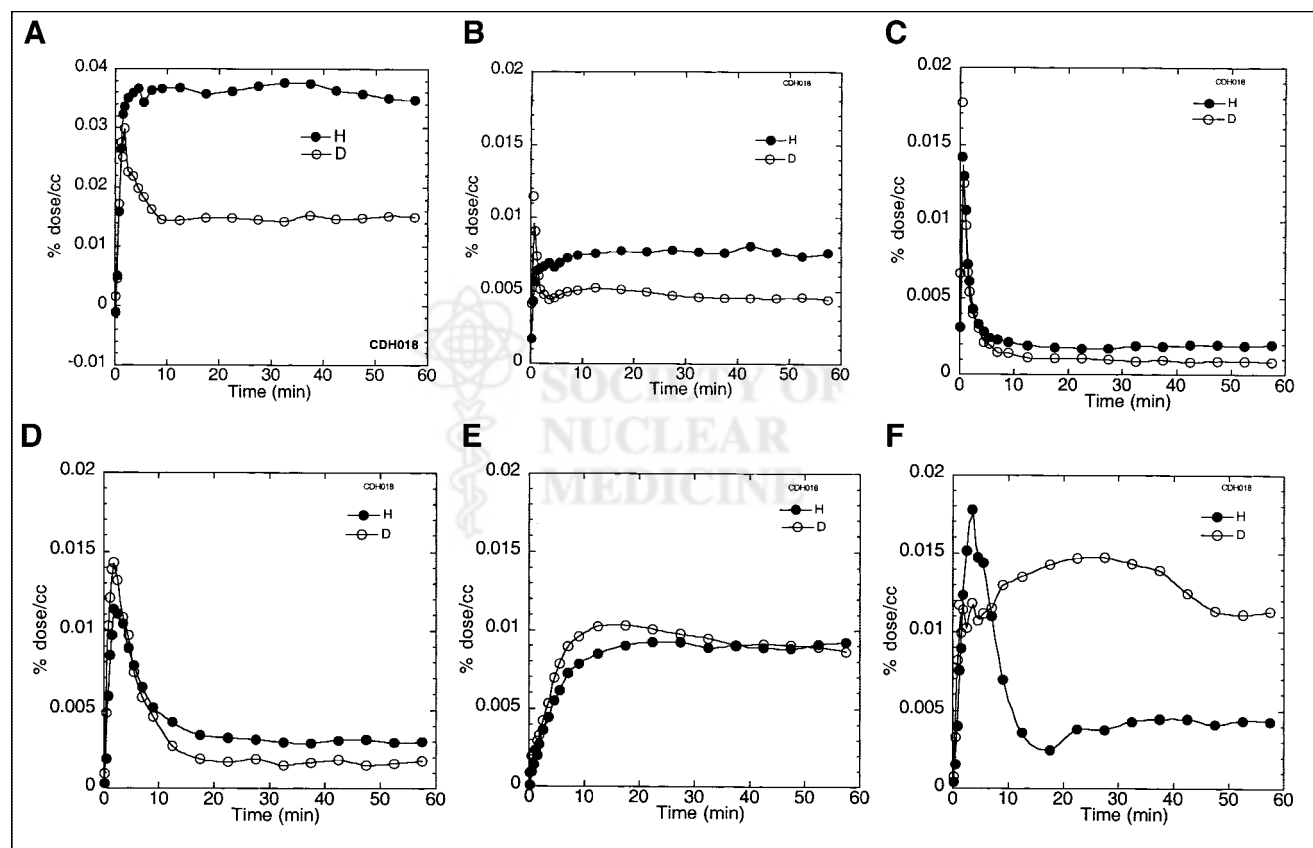 A
0.04
0.03
0.02
0.01
0
-0.01
% dose/cc
H
D
CDH018
0 10 20 30 40 50 60
Time (min)
B
0.02
0.015
0.01
0.005
0
% dose/cc
CDH018
H
D
0 10 20 30 40 50 60
Time (min)
C
0.02
0.015
0.01
0.005
0
% dose/cc
CDH018
H
D
0 10 20 30 40 50 60
Time (min)
SOCIETY OF
NUCLEAR
MEDICINE
D
0.02
0.015
0.01
0.005
0
% dose/cc
CDH018
H
D
0 10 20 30 40 50 60
Time (min)
E
0.02
0.015
0.01
0.005
0
% dose/cc
CDH018
H
D
0 10 20 30 40 50 60
Time (min)
F
0.02
0.015
0.01
0.005
0
% dose/cc
CDH018
H
D
0 10 20 30 40 50 60
Time (min)